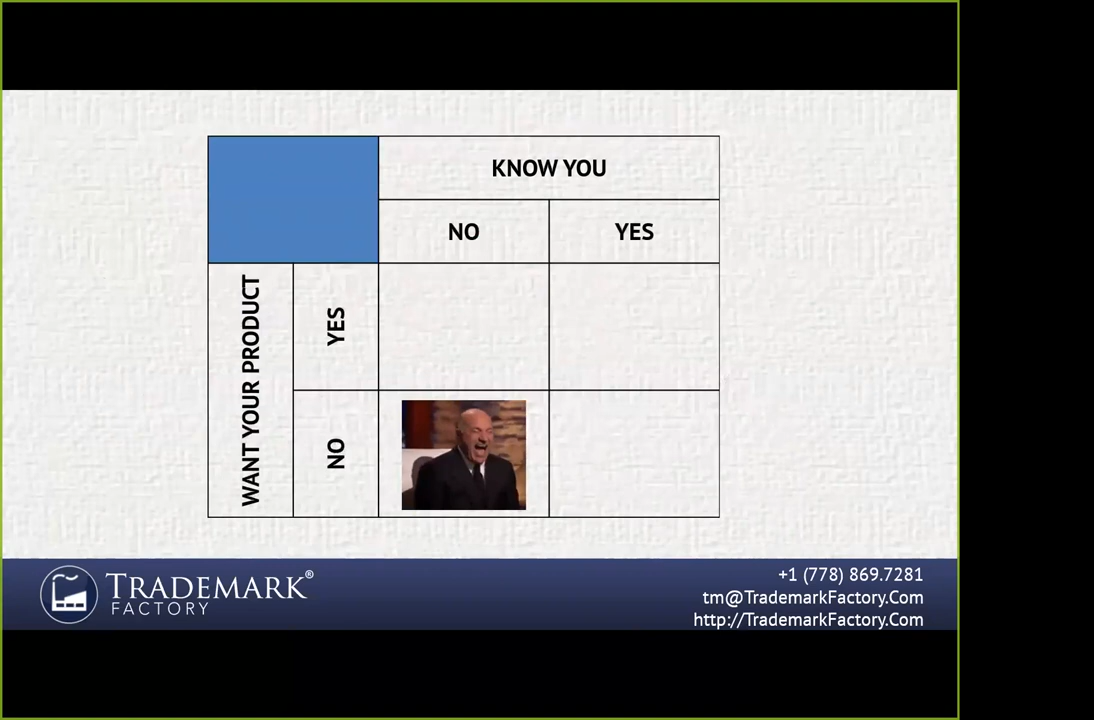 KNOW YOU
NO
YES
WANT YOUR PRODUCT
YES
NO
TRADEMARK®
FACTORY
+1 (778) 869.7281
tm@TrademarkFactory.Com
http://TrademarkFactory.Com